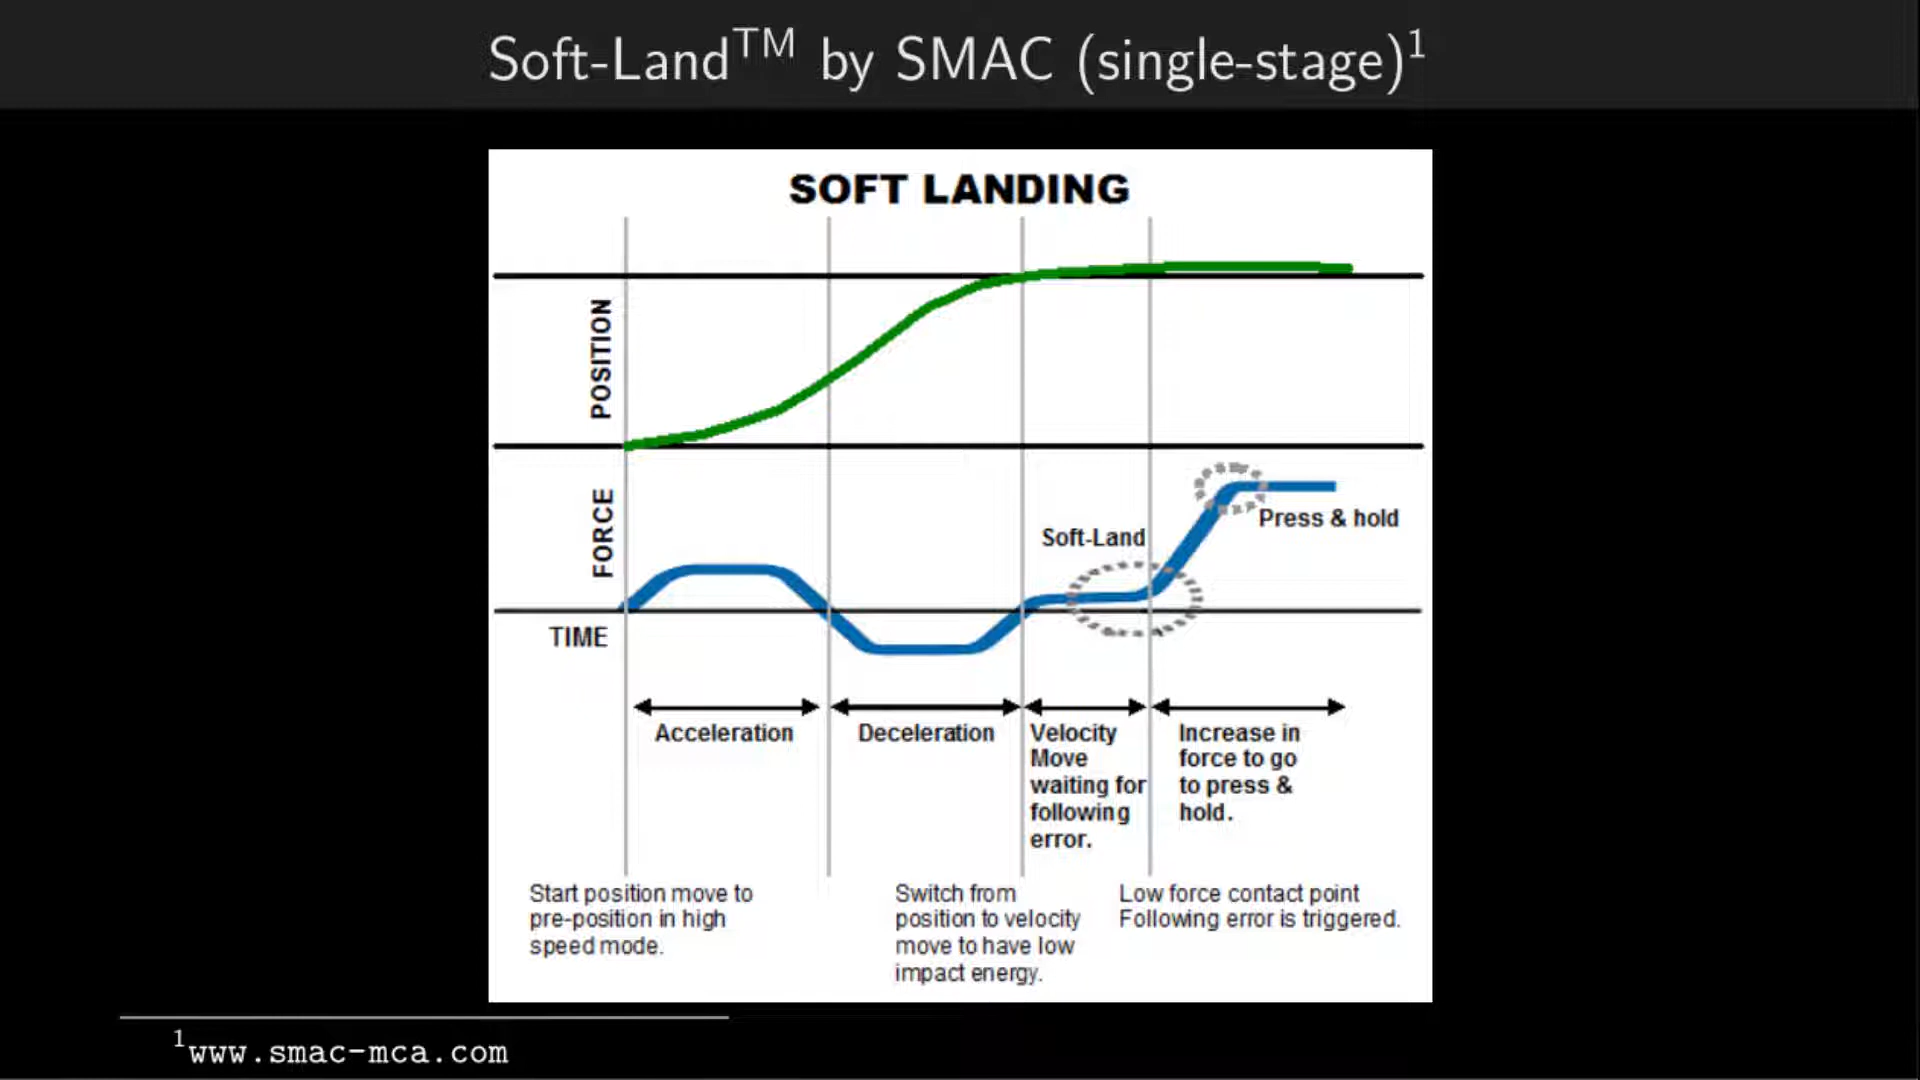 Soft-Land™ by SMAC (single-stage)¹
SOFT LANDING
POSITION
FORCE
Soft-Land
Press & hold
TIME
Acceleration
Deceleration
Velocity
Move
waiting for
following
error.
Increase in
force to go
to press &
hold.
Start position move to
pre-position in high
speed mode.
Switch from
position to velocity
move to have low
impact energy.
Low force contact point
Following error is triggered.
¹www.smac-mca.com